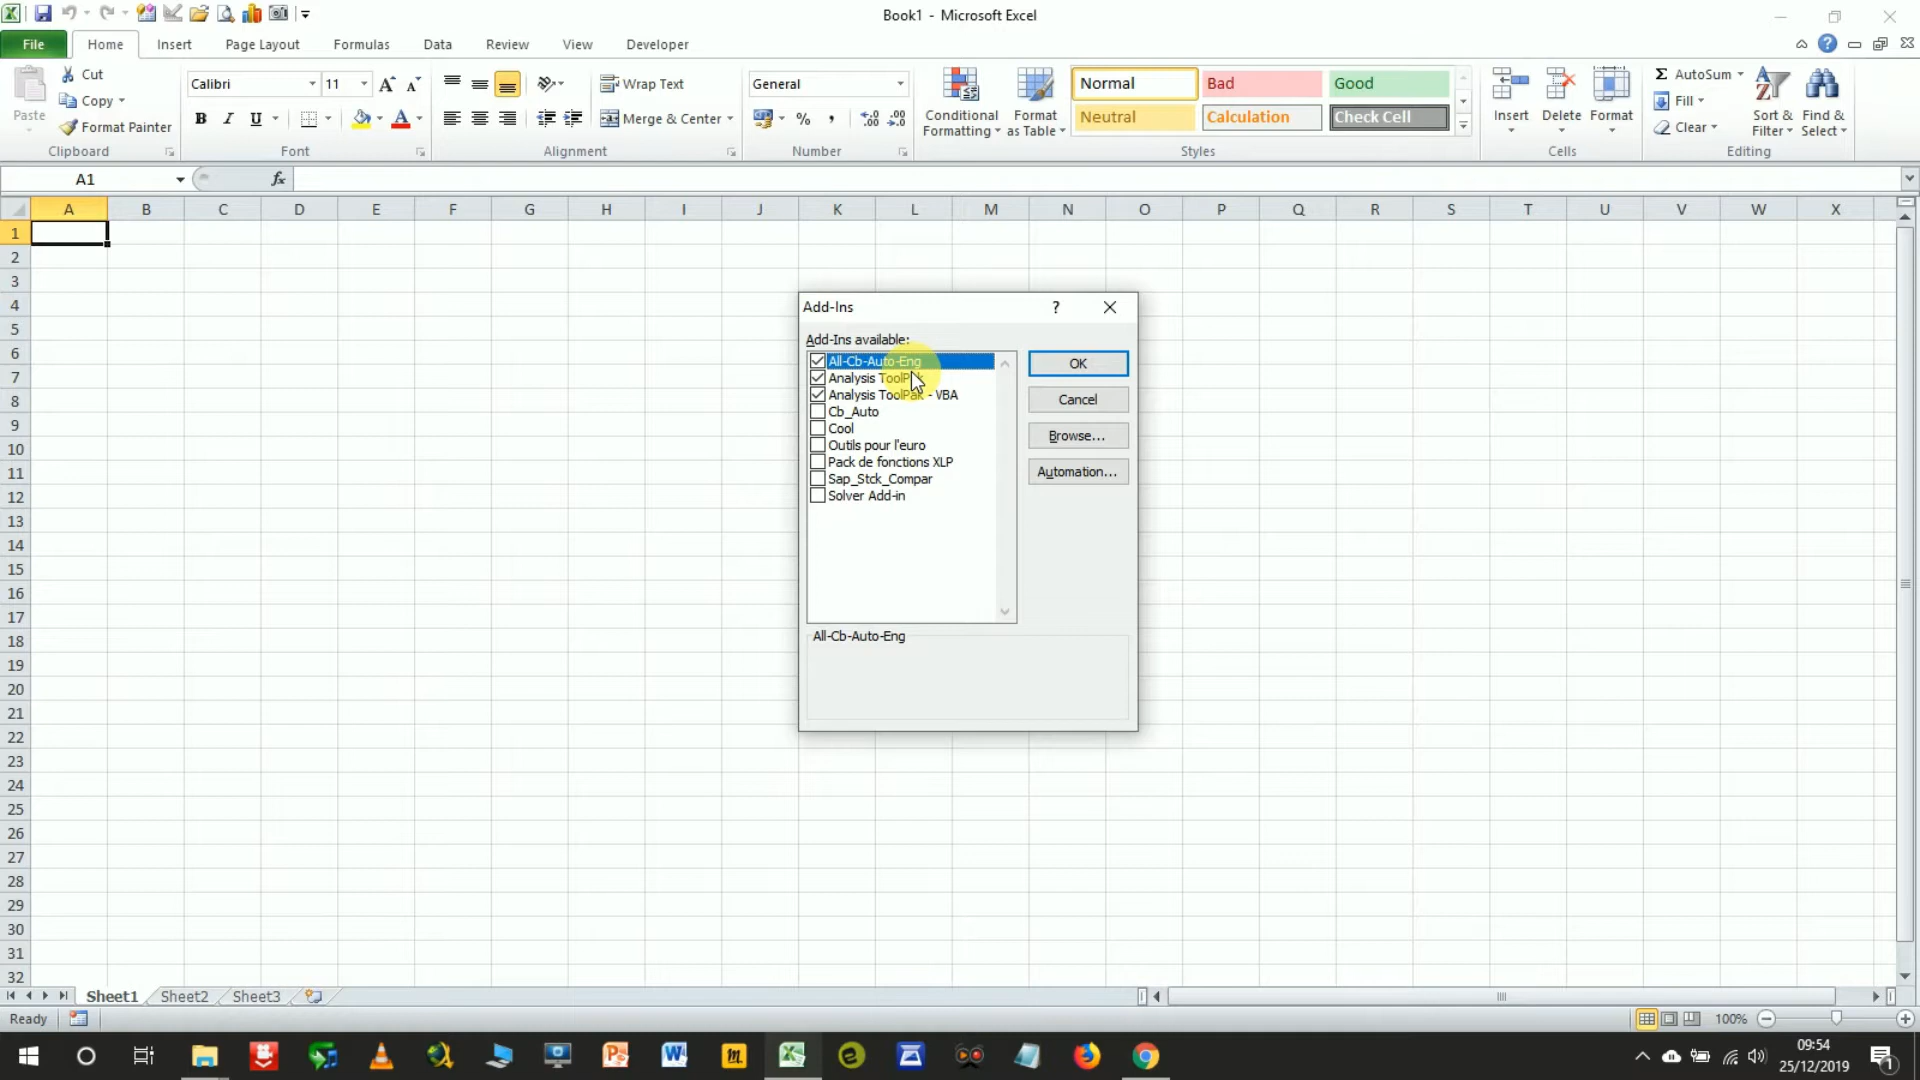 Book1 - Microsoft Excel
File Home Insert Page Layout Formulas Data Review View Developer
Cut
Copy
Format Painter
Paste
Clipboard
Calibri 11
B I U
Font
Wrap Text
Merge & Center
Alignment
General
%
Number
Conditional Formatting
Format as Table
Normal Bad Good
Neutral Calculation Check Cell
Styles
Insert Delete Format
Cells
AutoSum
Fill
Clear
Sort & Filter
Find & Select
Editing
A1 fx
A B C D E F G H I J K L M N O P Q R S T U V W X
1
2
3
4
5
6
7
8
9
10
11
12
13
14
15
16
17
18
19
20
21
22
23
24
25
26
27
28
29
30
31
32
Add-Ins ?
Add-Ins available:
All-Cb-Auto-Eng
Analysis ToolPak
Analysis ToolPak - VBA
Cb_Auto
Cool
Outils pour l'euro
Pack de fonctions XLP
Sap_Stck_Compar
Solver Add-in
OK
Cancel
Browse...
Automation...
All-Cb-Auto-Eng
Sheet1 Sheet2 Sheet3
Ready 100%
09:54
25/12/2019
1